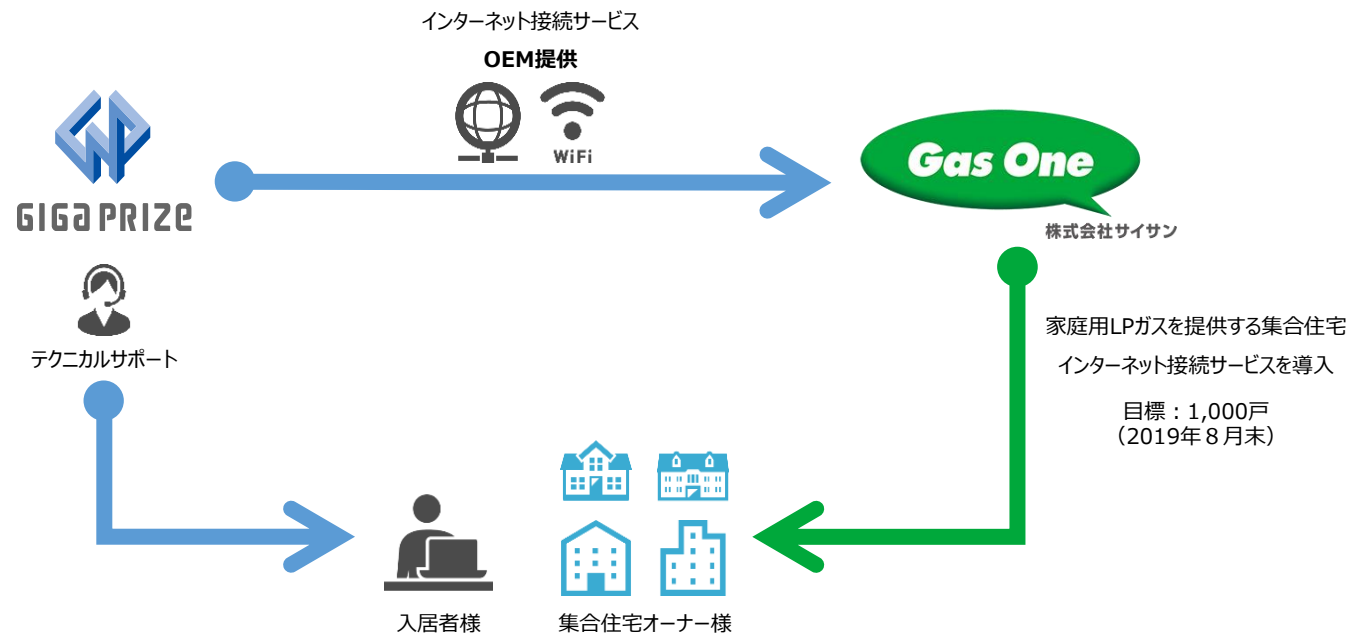 インターネット接続サービス
OEM提供
WiFi
GIGA PRIZE
Gas One
株式会社サイサン
テクニカルサポート
家庭用LPガスを提供する集合住宅
インターネット接続サービスを導入
目標：1,000戸
（2019年８月末）
入居者様
集合住宅オーナー様